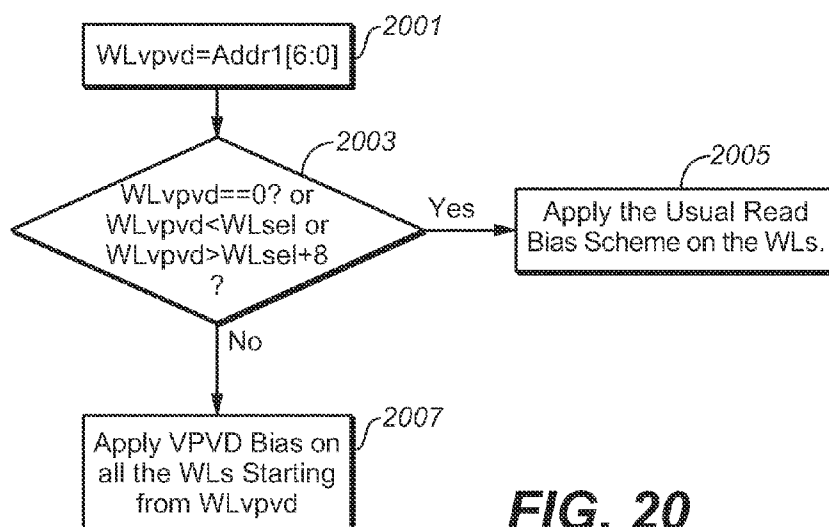 2001
WLvpvd=Addr1[6:0]
2003
WLvpvd==0? or
WLvpvd<WLsel or
WLvpvd>WLsel+8
?
Yes
2005
Apply the Usual Read
Bias Scheme on the WLs.
No
2007
Apply VPVD Bias on
all the WLs Starting
from WLvpvd
FIG. 20